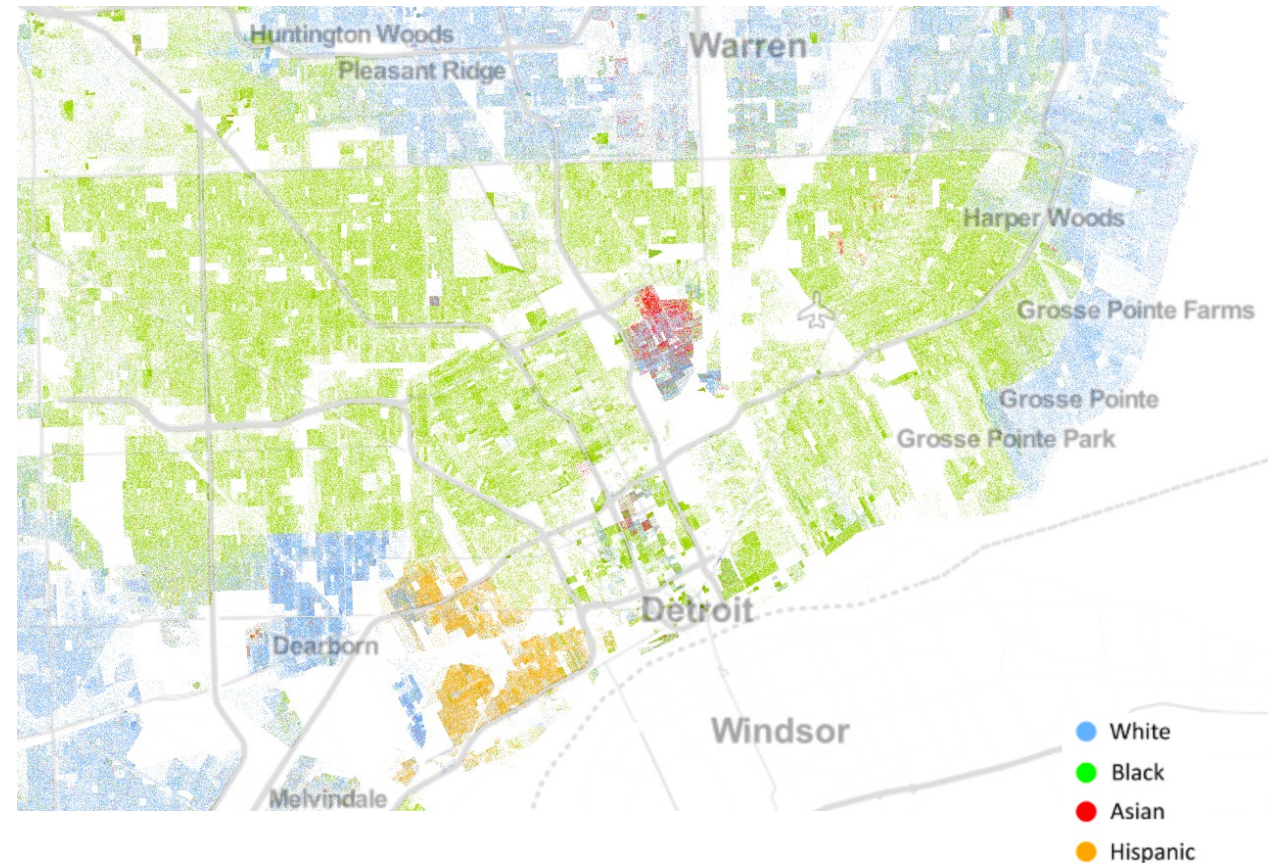 Huntington Woods
Warren
Pleasant Ridge
Harper Woods
Grosse Pointe Farms
Grosse Pointe
Grosse Pointe Park
Detroit
Dearborn
Windsor
Melvindale
White
Black
Asian
Hispanic